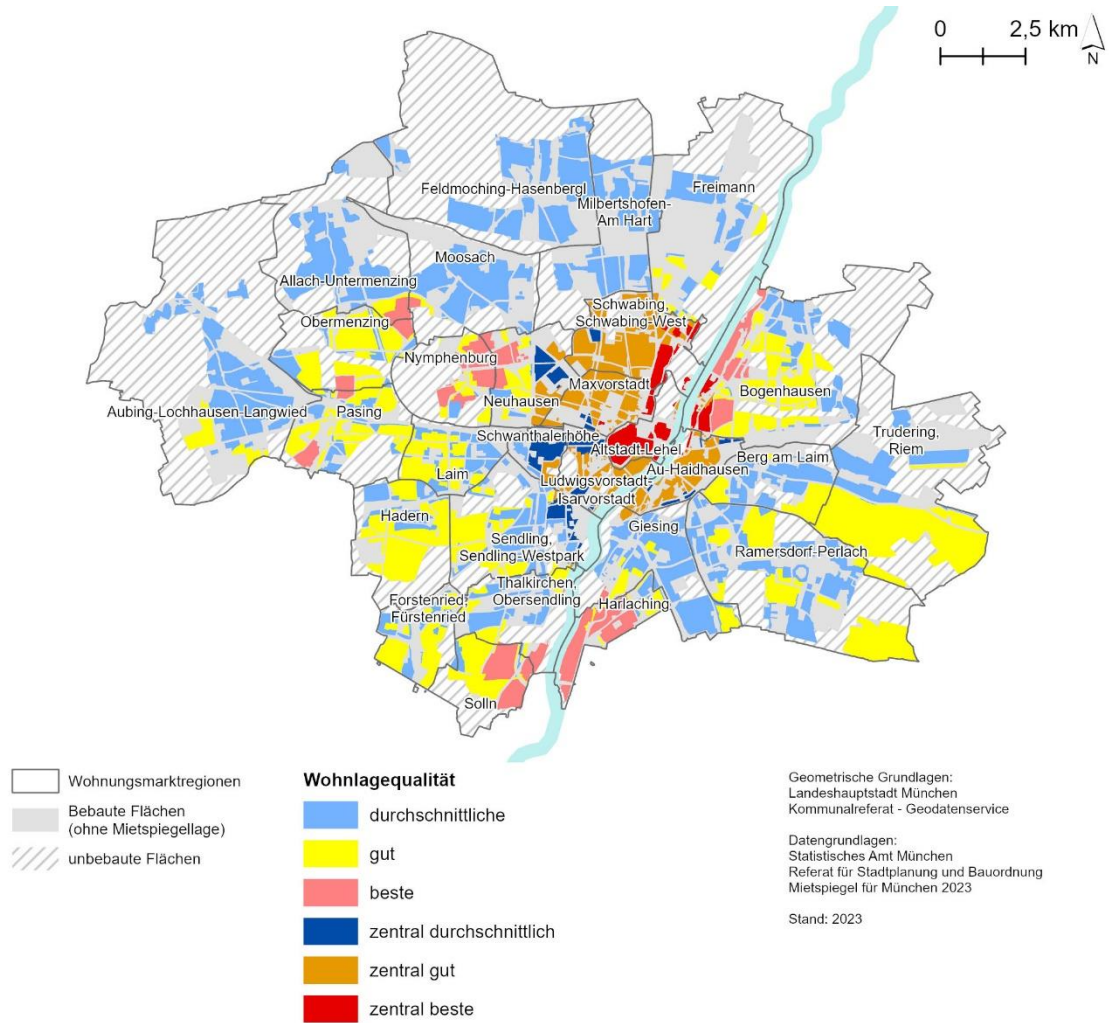 0 2,5 km
N
Feldmoching-Hasenbergl
Milbertshofen-
Am Hart
Freimann
Moosach
Allach-Untermenzing
Obermenzing
Schwabing,
Schwabing-West
Nymphenburg
Maxvorstadt
Neuhausen
Bogenhausen
Aubing-Lochhausen-Langwied
Pasing
Schwanthalerhöhe
Altstadt-Lehel
Trudering,
Riem
Laim
Au-Haidhausen
Berg am Laim
Ludwigsvorstadt-
Isarvorstadt
Hadern
Giesing
Sendling,
Sendling-Westpark
Ramersdorf-Perlach
Thalkirchen,
Obersendling
Forstenried,
Fürstenried
Harlaching
Solln
Wohnungsmarktregionen
Bebaute Flächen
(ohne Mietspiegellage)
unbebaute Flächen
Wohnlagequalität
durchschnittliche
gut
beste
zentral durchschnittlich
zentral gut
zentral beste
Geometrische Grundlagen:
Landeshauptstadt München
Kommunalreferat - Geodatenservice
Datengrundlagen:
Statistisches Amt München
Referat für Stadtplanung und Bauordnung
Mietspiegel für München 2023
Stand: 2023